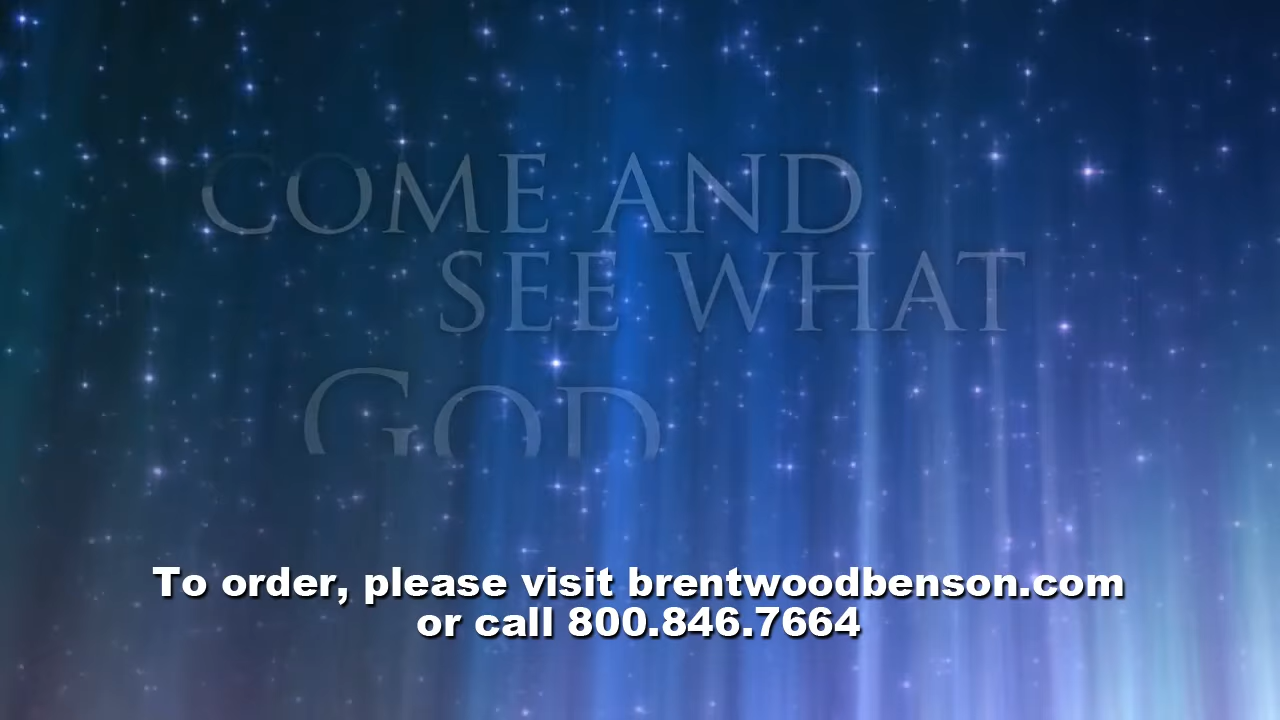 COME AND
SEE WHAT
GOD
To order, please visit brentwoodbenson.com
or call 800.846.7664